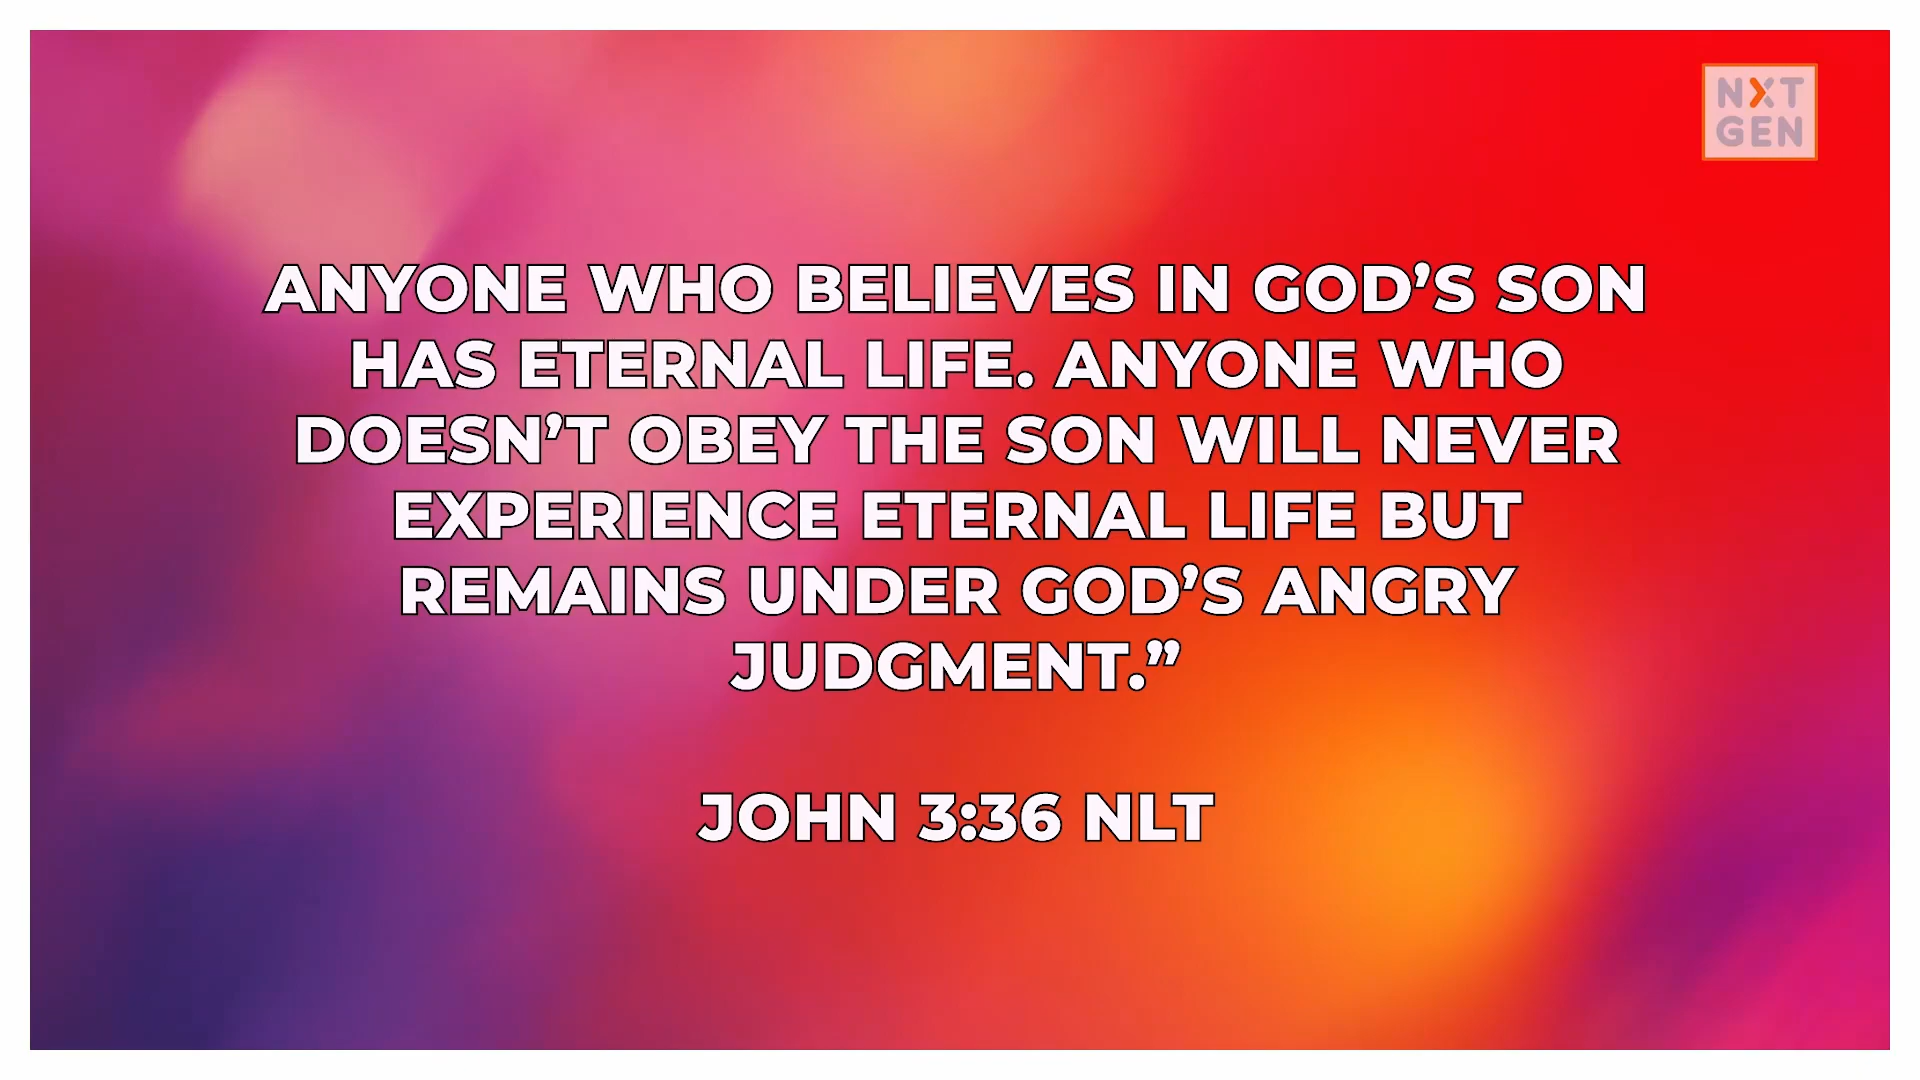 NXT
GEN
ANYONE WHO BELIEVES IN GOD’S SON
HAS ETERNAL LIFE. ANYONE WHO
DOESN’T OBEY THE SON WILL NEVER
EXPERIENCE ETERNAL LIFE BUT
REMAINS UNDER GOD’S ANGRY
JUDGMENT.”
JOHN 3:36 NLT